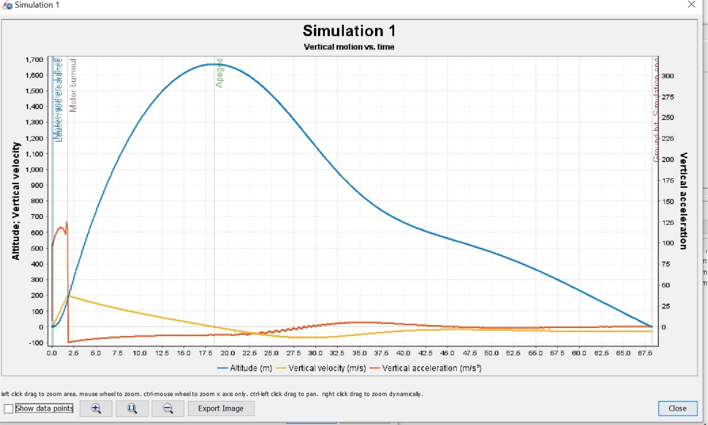 Simulation 1
Simulation 1
Vertical motion vs. time
Altitude; Vertical velocity
1,700
1,600
1,500
1,400
1,300
1,200
1,100
1,000
900
800
700
600
500
400
300
200
100
0
-100
Motor burnout
Apogee
Ground hit Simulation end
300
275
250
225
200
175
150
125
100
75
50
25
0
Vertical acceleration
0.0 2.5 5.0 7.5 10.0 12.5 15.0 17.5 20.0 22.5 25.0 27.5 30.0 32.5 35.0 37.5 40.0 42.5 45.0 47.5 50.0 52.5 55.0 57.5 60.0 62.5 65.0 67.5
Altitude (m) Vertical velocity (m/s) Vertical acceleration (m/s²)
left click drag to zoom area. mouse wheel to zoom. ctrl-mouse wheel to zoom x axis only. ctrl-left click drag to pan. right click drag to zoom dynamically.
Show data points
Export Image
Close